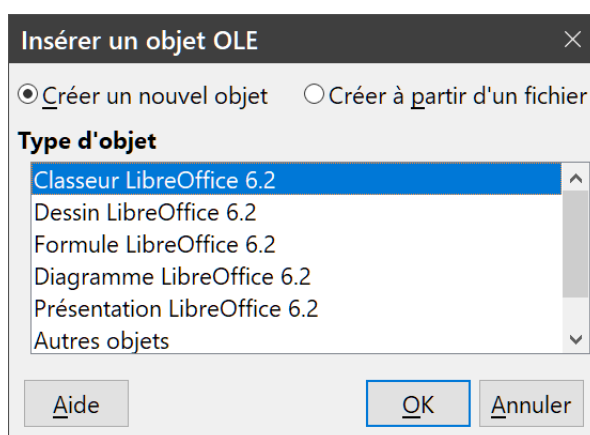 Insérer un objet OLE
Créer un nouvel objet Créer à partir d'un fichier
Type d'objet
Classeur LibreOffice 6.2
Dessin LibreOffice 6.2
Formule LibreOffice 6.2
Diagramme LibreOffice 6.2
Présentation LibreOffice 6.2
Autres objets
Aide OK Annuler